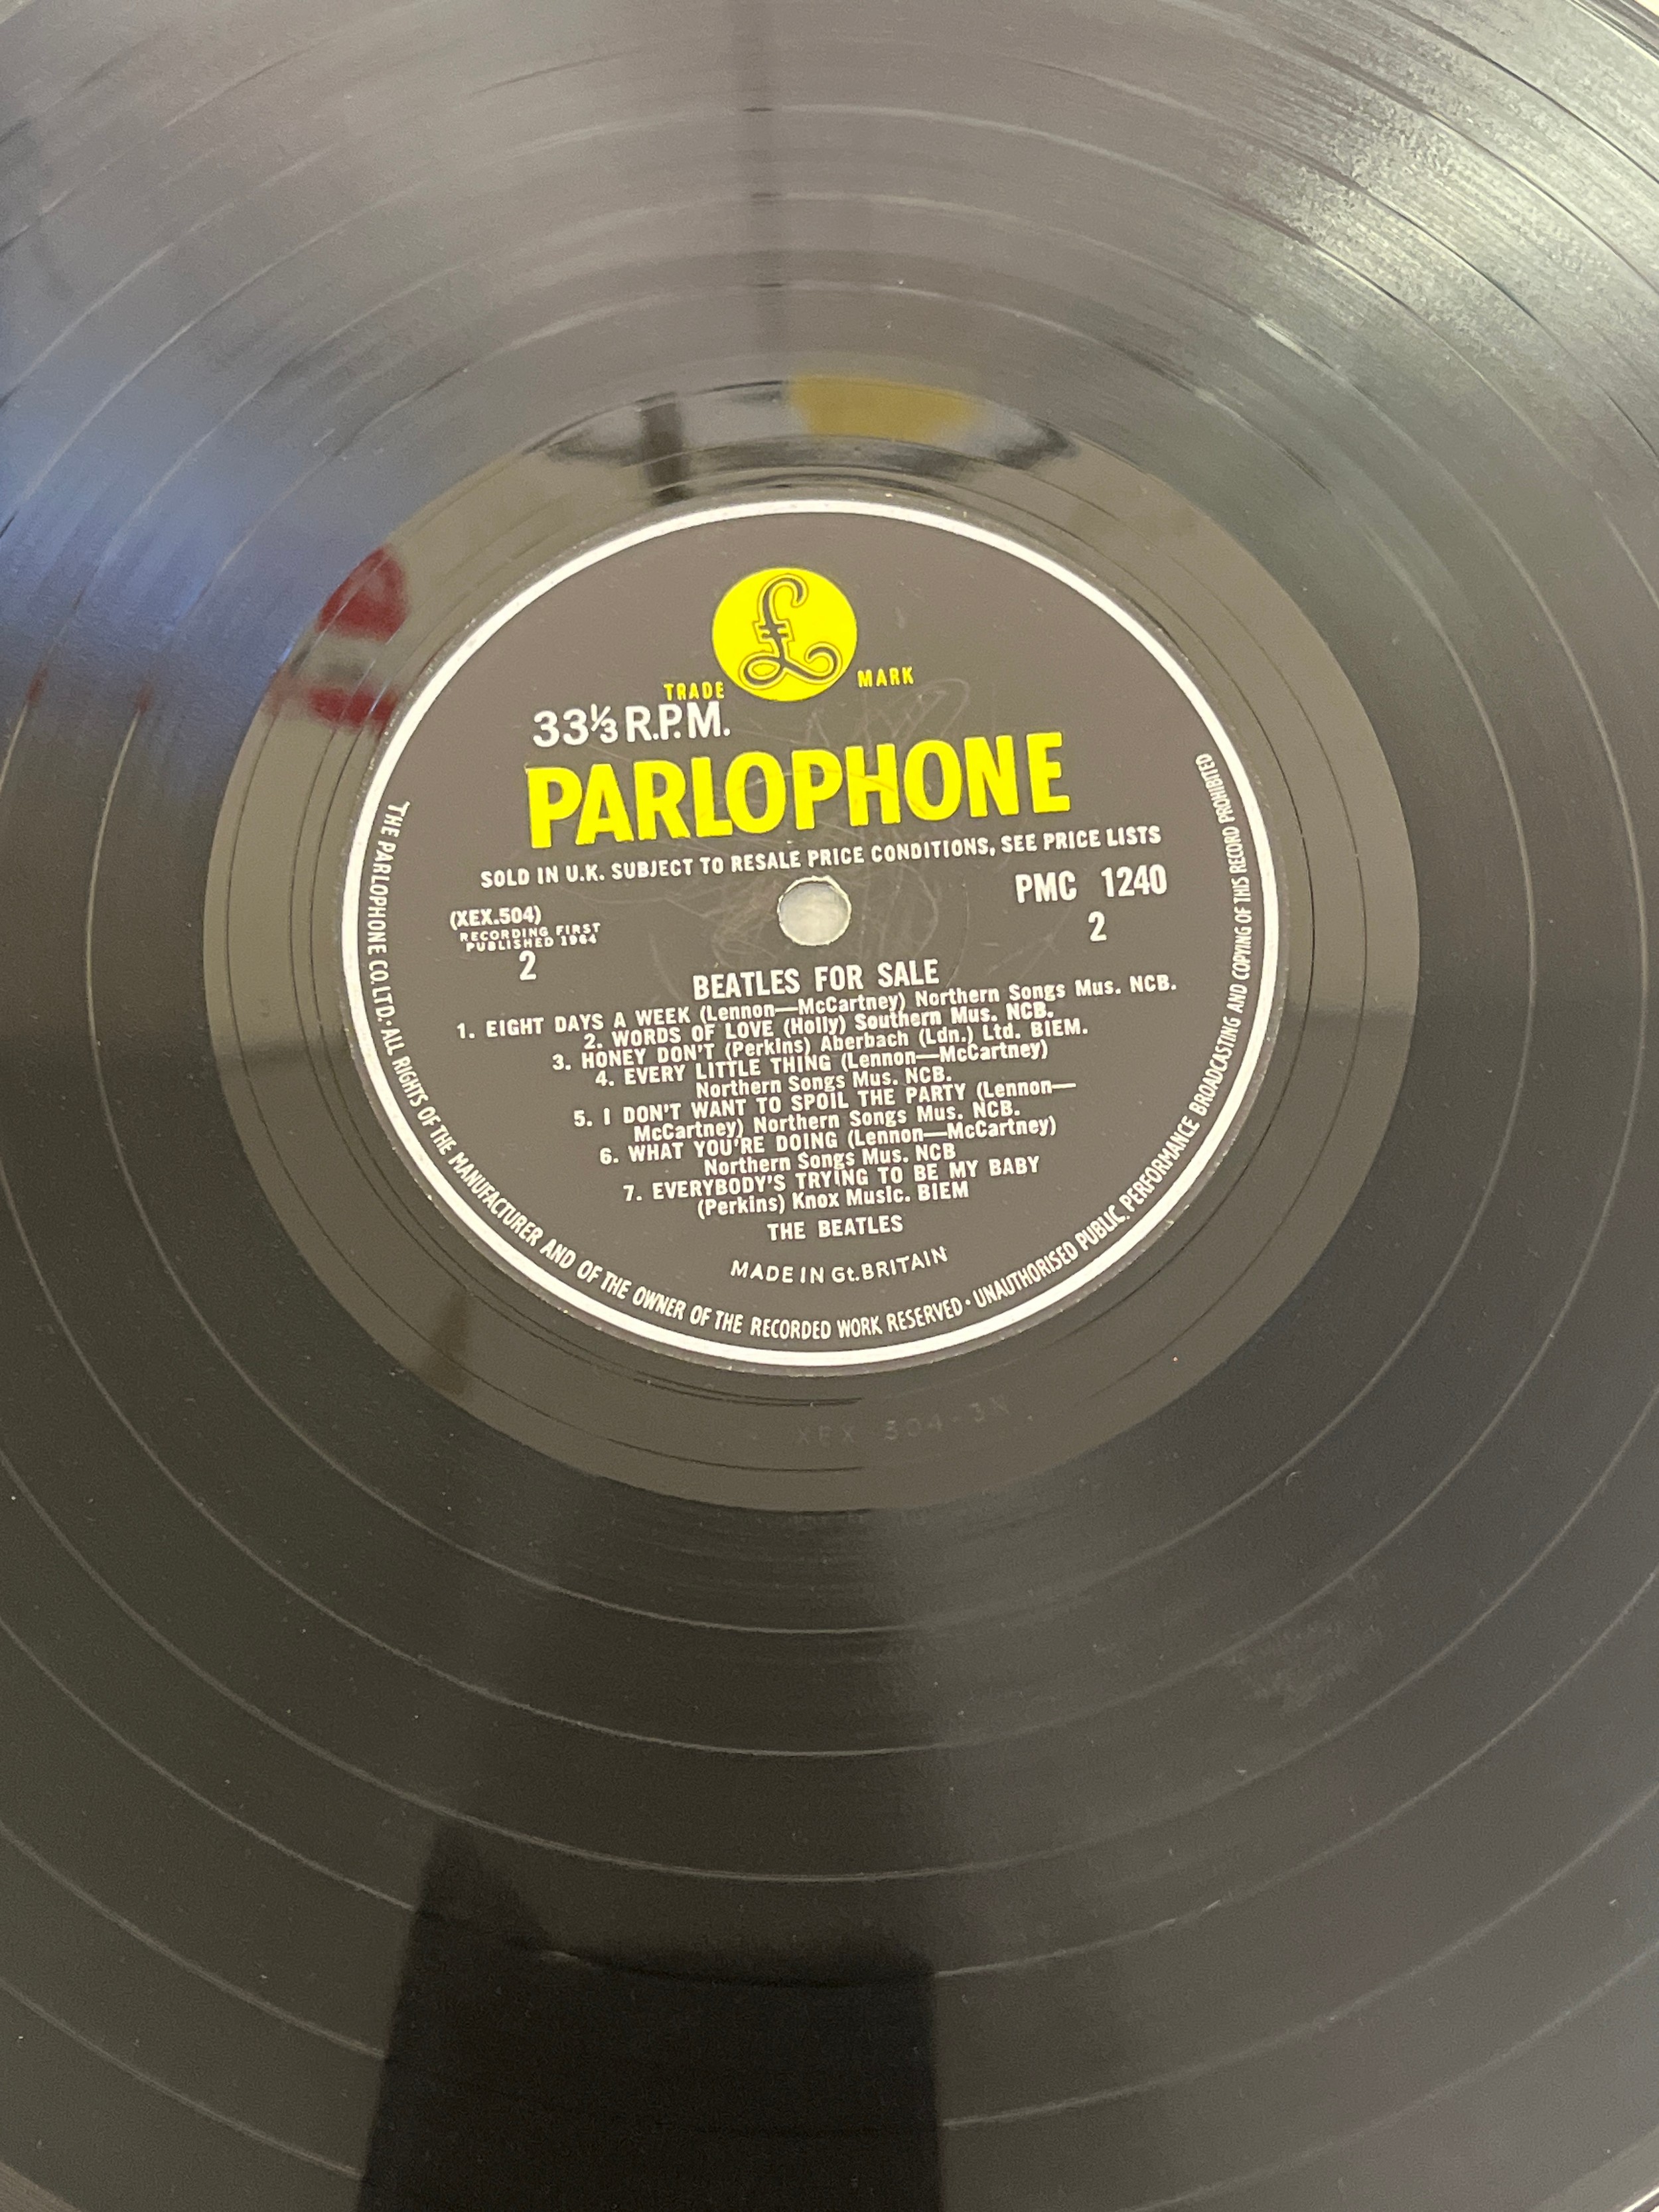 £
TRADE MARK
33⅓ R.P.M.
PARLOPHONE
SOLD IN U.K. SUBJECT TO RESALE PRICE CONDITIONS, SEE PRICE LISTS
(XEX.504)
RECORDING FIRST
PUBLISHED 1964
2
PMC 1240
2
BEATLES FOR SALE
1. EIGHT DAYS A WEEK (Lennon—McCartney) Northern Songs Mus. NCB.
2. WORDS OF LOVE (Holly) Southern Mus. NCB.
3. HONEY DON'T (Perkins) Aberbach (Ldn.) Ltd. BIEM.
4. EVERY LITTLE THING (Lennon—McCartney)
Northern Songs Mus. NCB.
5. I DON'T WANT TO SPOIL THE PARTY (Lennon—
McCartney) Northern Songs Mus. NCB.
6. WHAT YOU'RE DOING (Lennon—McCartney)
Northern Songs Mus. NCB
7. EVERYBODY'S TRYING TO BE MY BABY
(Perkins) Knox Music. BIEM
THE BEATLES
MADE IN Gt. BRITAIN
THE PARLOPHONE CO. LTD. · ALL RIGHTS OF THE MANUFACTURER AND OF THE OWNER OF THE RECORDED WORK RESERVED · UNAUTHORISED PUBLIC PERFORMANCE BROADCASTING AND COPYING OF THIS RECORD PROHIBITED
XEX 504-3N